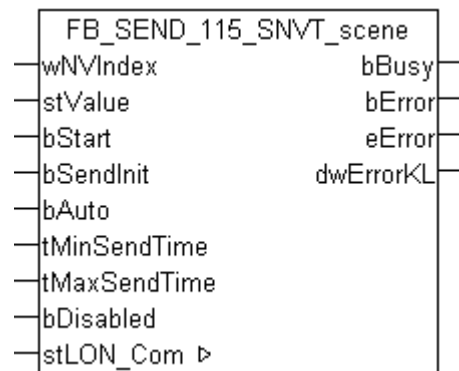 FB_SEND_115_SNVT_scene
wNVIndex bBusy
stValue bError
bStart eError
bSendInit dwErrorKL
bAuto
tMinSendTime
tMaxSendTime
bDisabled
stLON_Com ▷